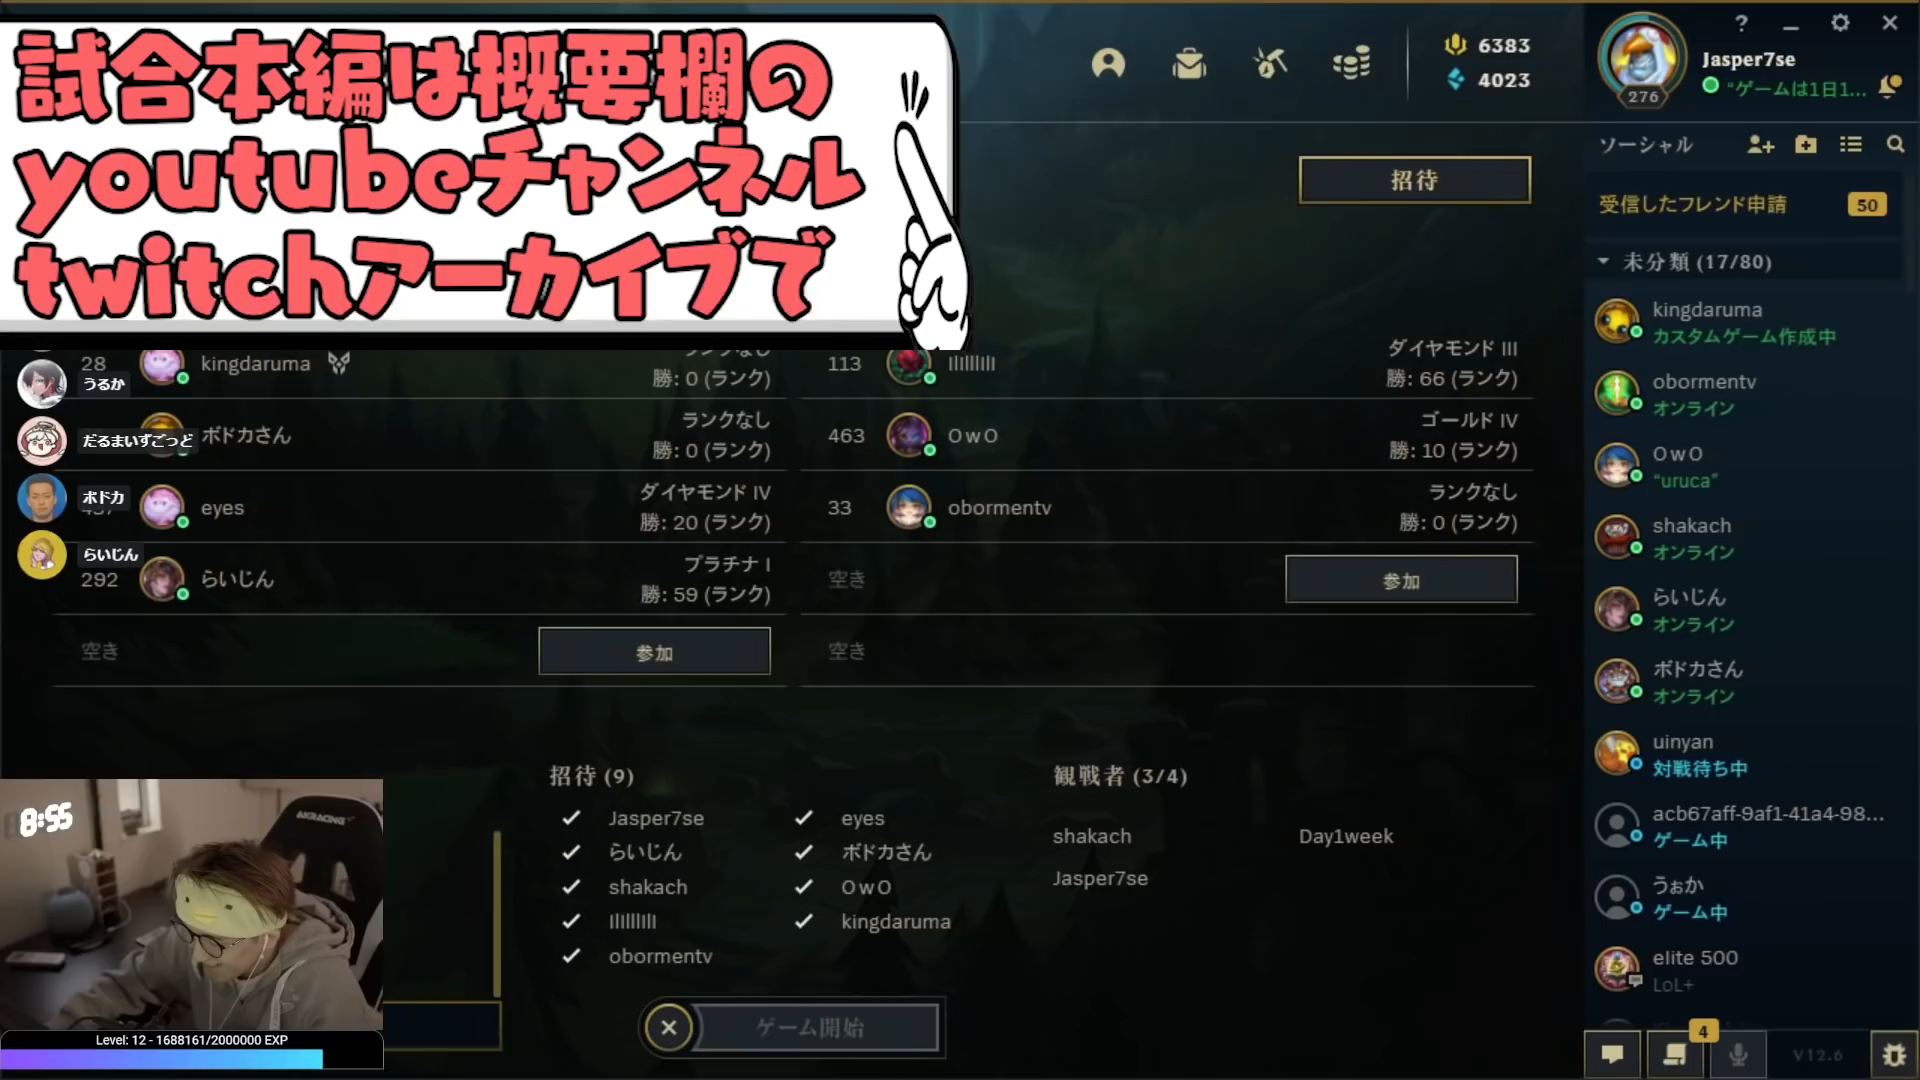 試合本編は概要欄の
youtubeチャンネル
twitchアーカイブで
6383
4023
276
Jasper7se
“ゲームは1日1...
ソーシャル
招待
受信したフレンド申請
50
未分類 (17/80)
kingdaruma
カスタムゲーム作成中
obormentv
オンライン
OwO
“uruca”
shakach
オンライン
らいじん
オンライン
ボドカさん
オンライン
uinyan
対戦待ち中
acb67aff-9af1-41a4-98...
ゲーム中
うぉか
ゲーム中
elite 500
LoL+
28
kingdaruma
ランクなし
勝: 0 (ランク)
うるか
ボドカさん
ランクなし
勝: 0 (ランク)
だるまいずごっど
eyes
ダイヤモンド IV
勝: 20 (ランク)
ボドカ
らいじん
292
らいじん
プラチナ I
勝: 59 (ランク)
空き
参加
113
ダイヤモンド III
勝: 66 (ランク)
463
OwO
ゴールド IV
勝: 10 (ランク)
33
obormentv
ランクなし
勝: 0 (ランク)
空き
参加
空き
招待 (9)
Jasper7se
eyes
らいじん
ボドカさん
shakach
OwO
kingdaruma
obormentv
観戦者 (3/4)
shakach
Day1week
Jasper7se
ゲーム開始
8:55
AKRACING
Level: 12 - 1688161/2000000 EXP
4
V12.6